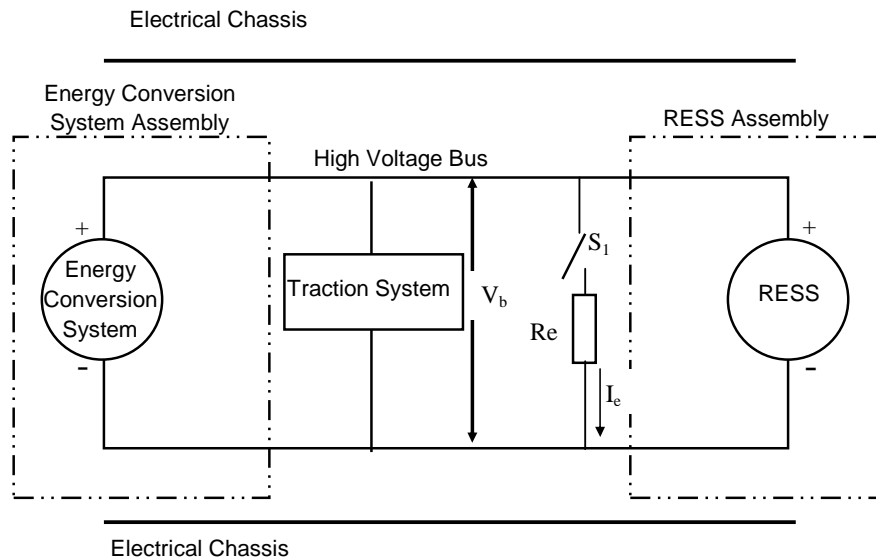 Electrical Chassis
Energy Conversion
System Assembly
RESS Assembly
High Voltage Bus
+
+
S1
Energy
Conversion
System
Traction System
Vb
RESS
Re
-
-
Ie
Electrical Chassis